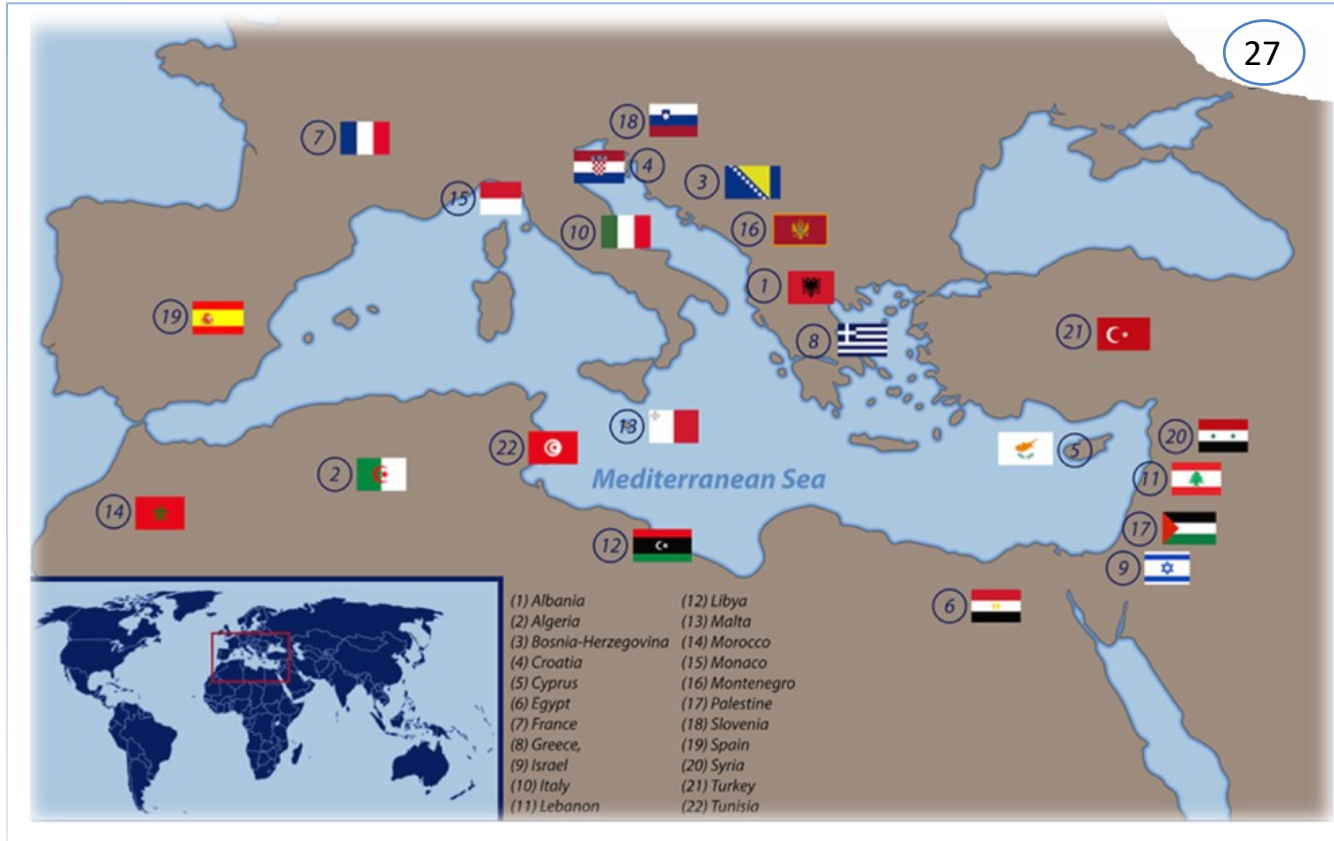 27
18
7
4
3
15
16
10
1
19
8
21
13
20
22
5
2
Mediterranean Sea
11
14
17
12
9
6
(1) Albania
(2) Algeria
(3) Bosnia-Herzegovina
(4) Croatia
(5) Cyprus
(6) Egypt
(7) France
(8) Greece,
(9) Israel
(10) Italy
(11) Lebanon
(12) Libya
(13) Malta
(14) Morocco
(15) Monaco
(16) Montenegro
(17) Palestine
(18) Slovenia
(19) Spain
(20) Syria
(21) Turkey
(22) Tunisia